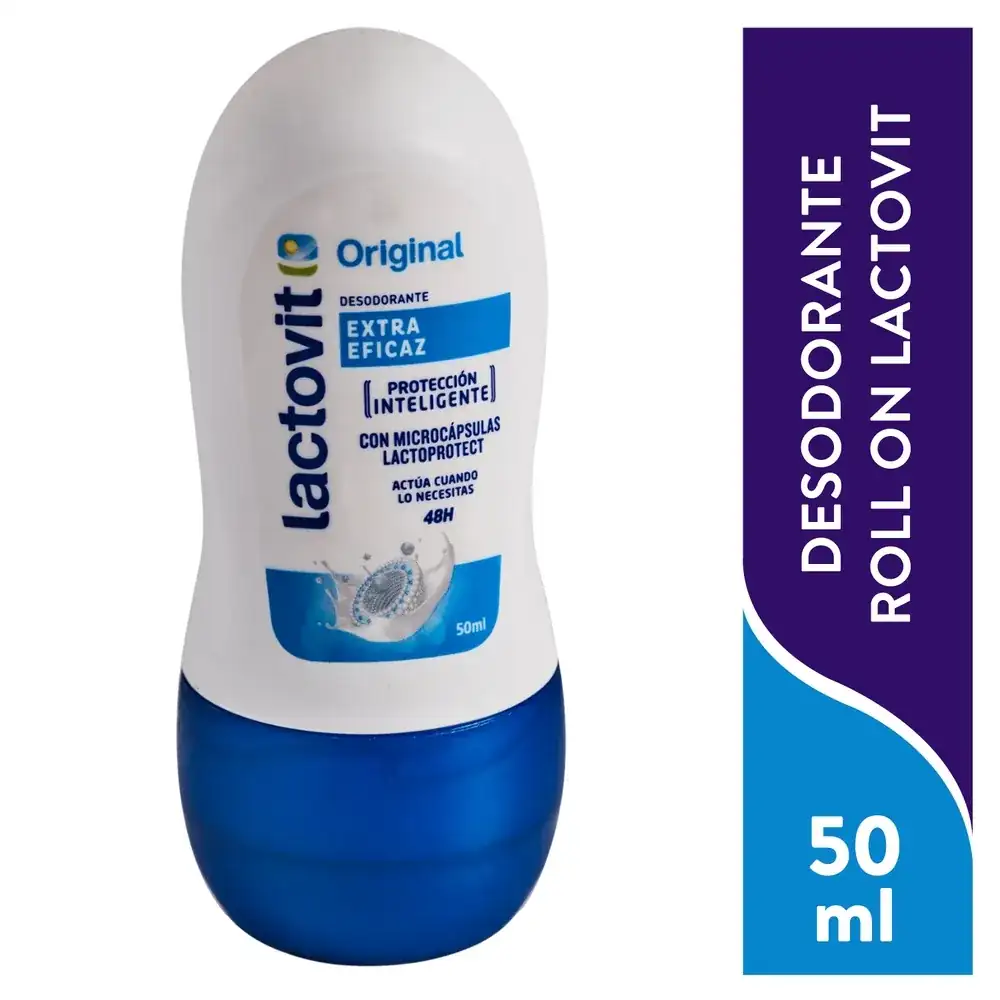 lactovit
Original
DESODORANTE
EXTRA
EFICAZ
PROTECCIÓN
INTELIGENTE
CON MICROCÁPSULAS
LACTOPROTECT
ACTÚA CUANDO
LO NECESITAS
48H
50ml
DESODORANTE
ROLL ON LACTOVIT
50
ml